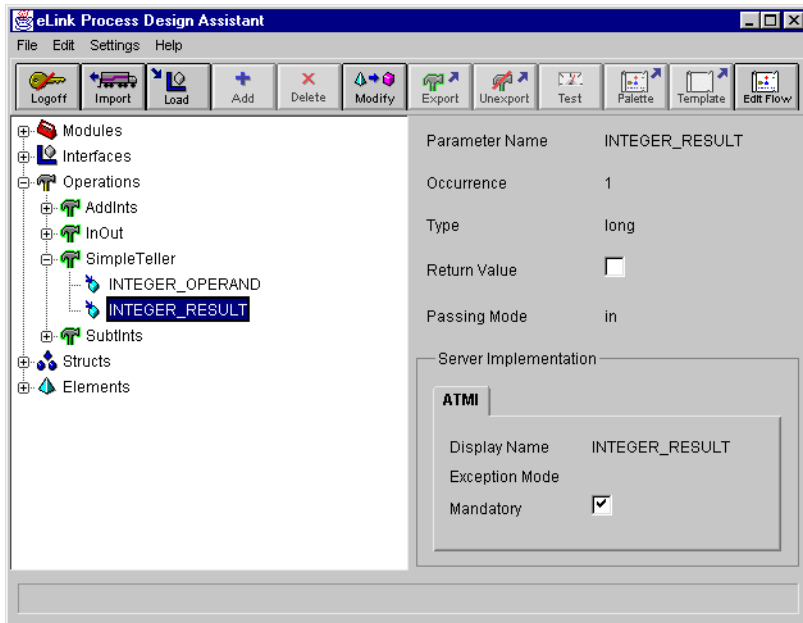 eLink Process Design Assistant
File Edit Settings Help
Logoff Import Load Add Delete Modify Export Unexport Test Palette Template Edit Flow
Modules
Interfaces
Operations
AddInts
InOut
SimpleTeller
INTEGER_OPERAND
INTEGER_RESULT
SubtInts
Structs
Elements
Parameter Name INTEGER_RESULT
Occurrence 1
Type long
Return Value
Passing Mode in
Server Implementation
ATMI
Display Name INTEGER_RESULT
Exception Mode
Mandatory